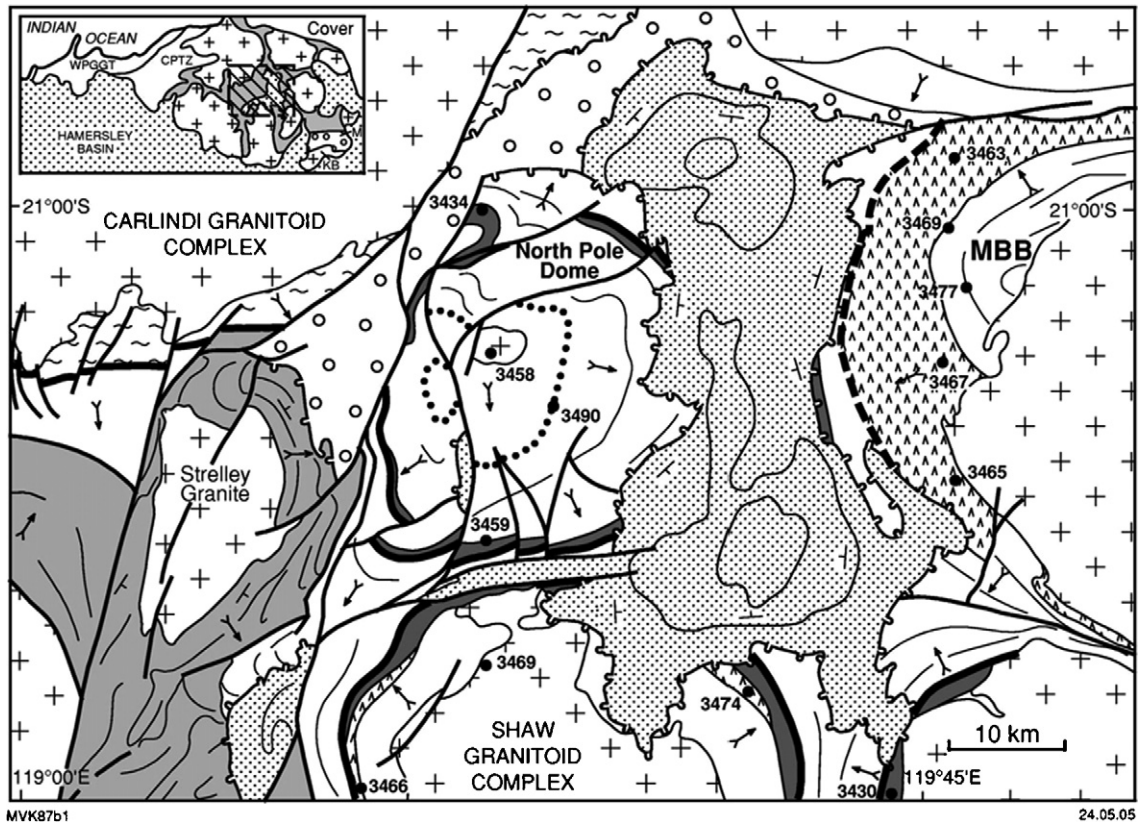 INDIAN
OCEAN
Cover
WPGGT
CPTZ
HAMERSLEY
BASIN
M
KB
21°00'S
CARLINDI GRANITOID
COMPLEX
3434
North Pole
Dome
3463
21°00'S
3469
MBB
3477
3458
3467
3490
Strelley
Granite
3465
3459
3469
3474
SHAW
GRANITOID
COMPLEX
10 km
119°00'E
3466
3430
119°45'E
MVK87b1
24.05.05